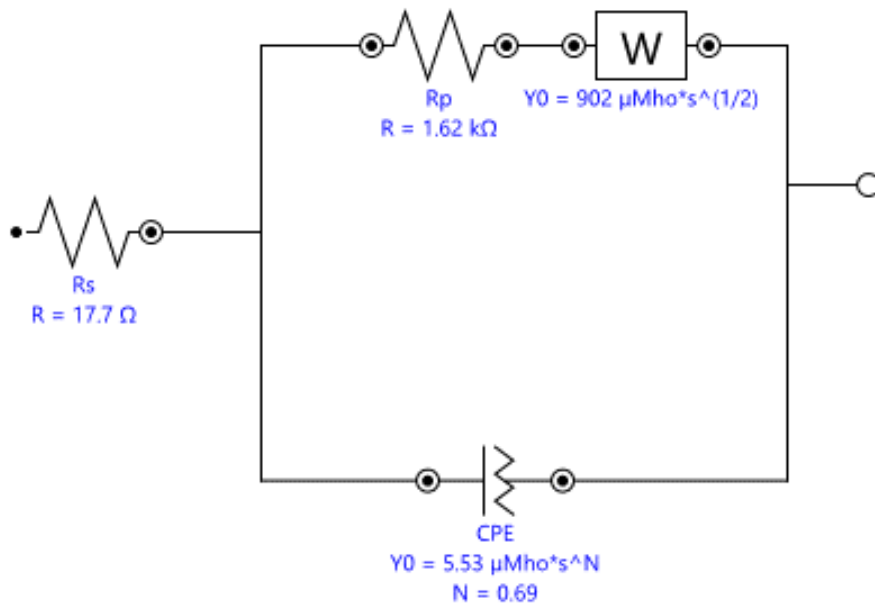 W
Rp
R = 1.62 kΩ
Y0 = 902 µMho*s^(1/2)
Rs
R = 17.7 Ω
CPE
Y0 = 5.53 µMho*s^N
N = 0.69